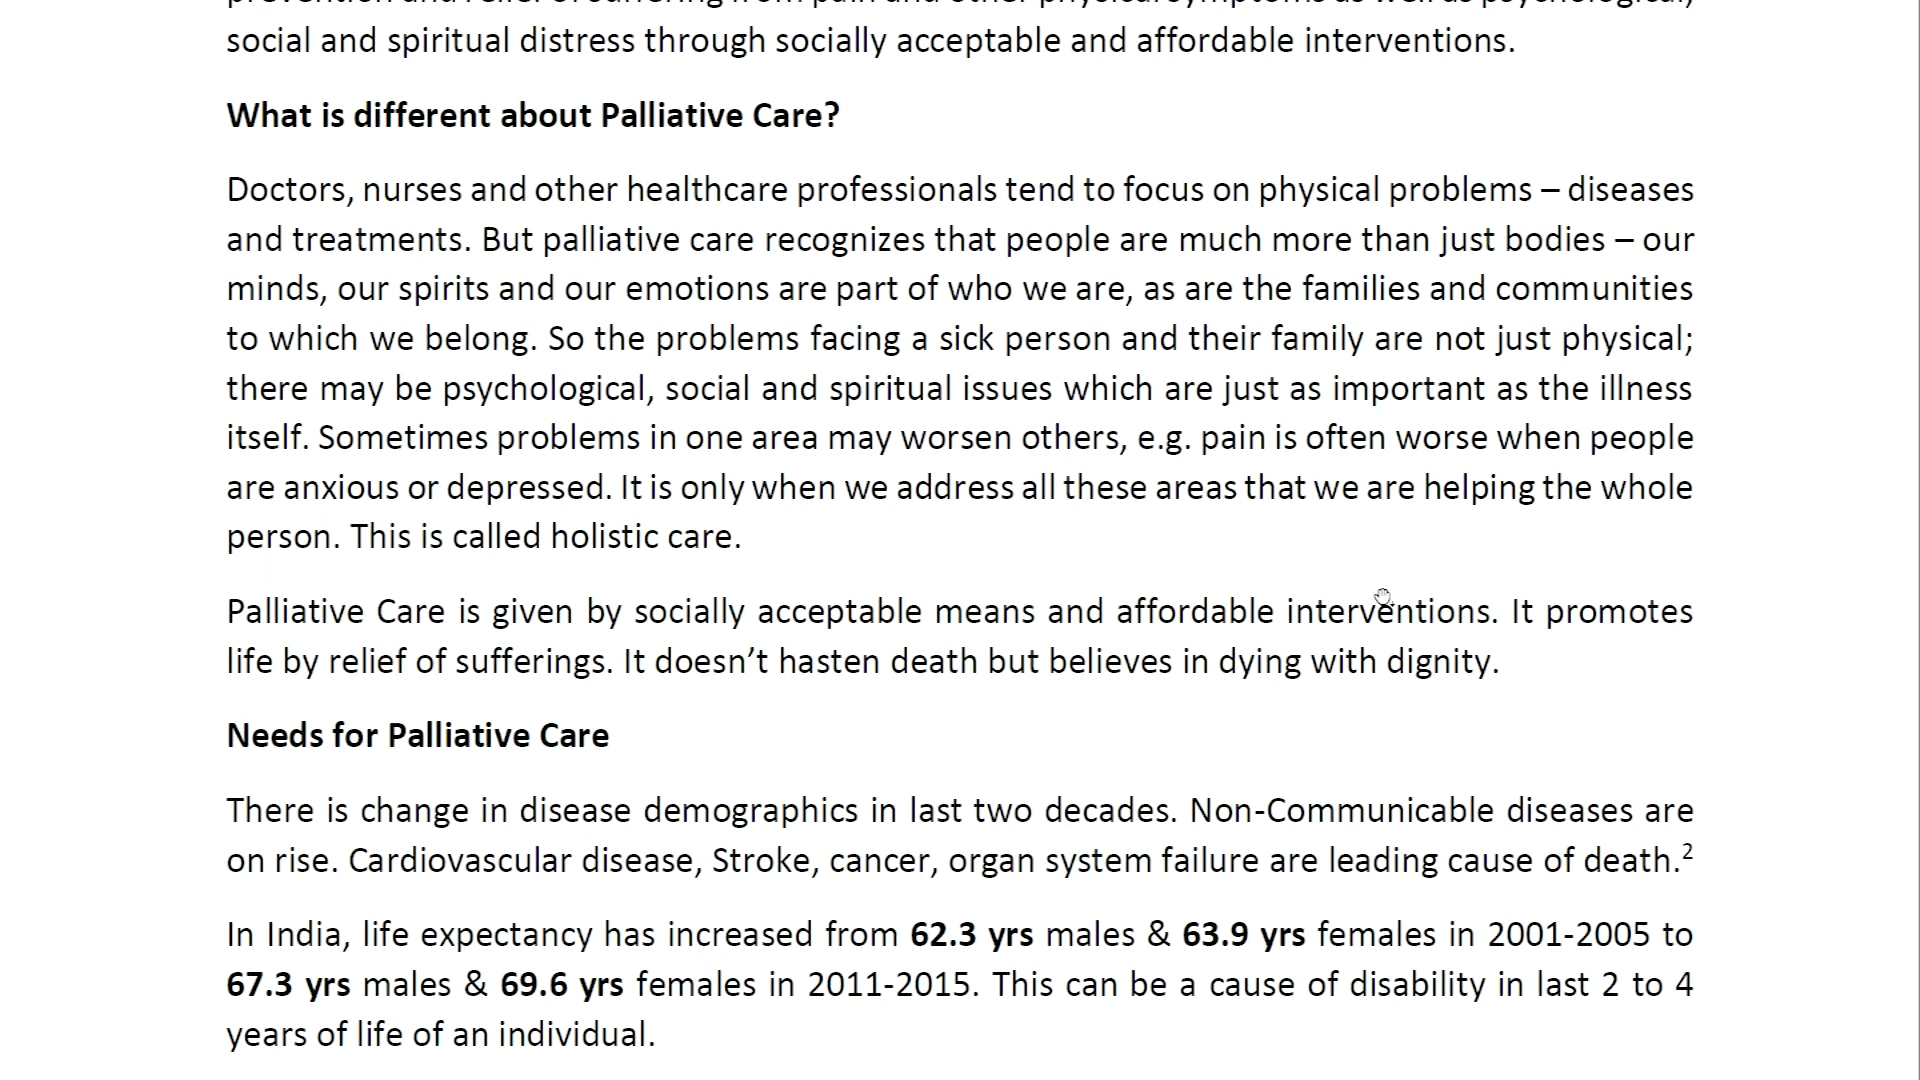 social and spiritual distress through socially acceptable and affordable interventions.
What is different about Palliative Care?
Doctors, nurses and other healthcare professionals tend to focus on physical problems – diseases
and treatments. But palliative care recognizes that people are much more than just bodies – our
minds, our spirits and our emotions are part of who we are, as are the families and communities
to which we belong. So the problems facing a sick person and their family are not just physical;
there may be psychological, social and spiritual issues which are just as important as the illness
itself. Sometimes problems in one area may worsen others, e.g. pain is often worse when people
are anxious or depressed. It is only when we address all these areas that we are helping the whole
person. This is called holistic care.
Palliative Care is given by socially acceptable means and affordable interventions. It promotes
life by relief of sufferings. It doesn’t hasten death but believes in dying with dignity.
Needs for Palliative Care
There is change in disease demographics in last two decades. Non-Communicable diseases are
on rise. Cardiovascular disease, Stroke, cancer, organ system failure are leading cause of death.²
In India, life expectancy has increased from 62.3 yrs males & 63.9 yrs females in 2001-2005 to
67.3 yrs males & 69.6 yrs females in 2011-2015. This can be a cause of disability in last 2 to 4
years of life of an individual.